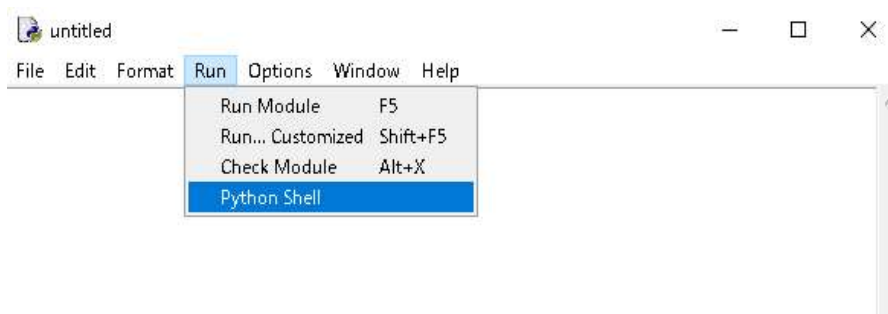 untitled
File Edit Format Run Options Window Help
Run Module F5
Run... Customized Shift+F5
Check Module Alt+X
Python Shell